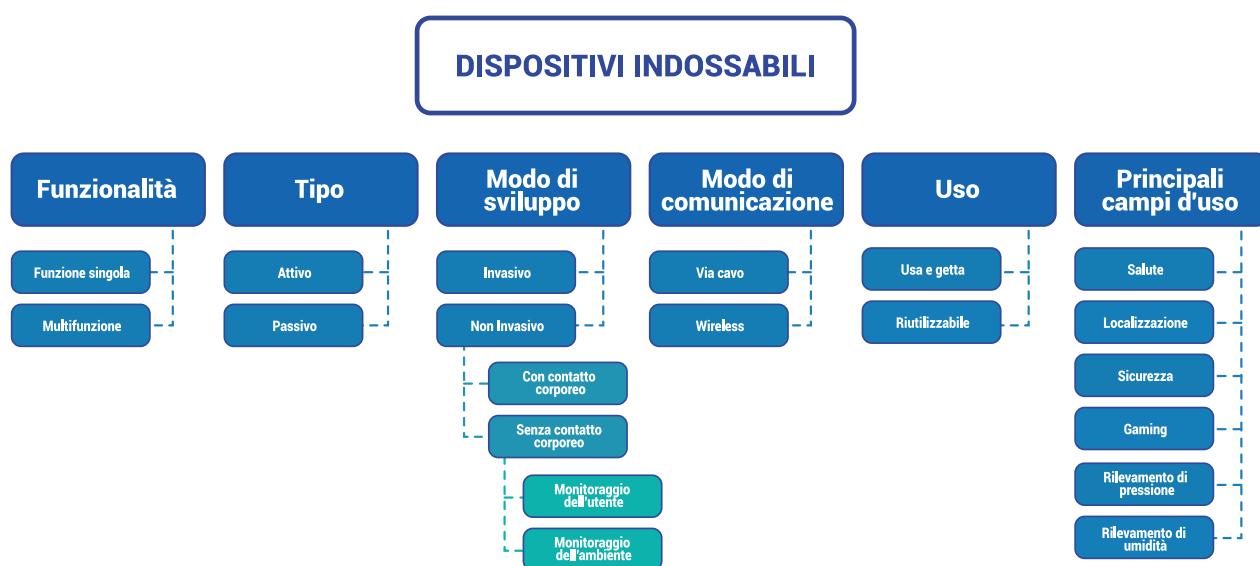 DISPOSITIVI INDOSSABILI
Funzionalità
Funzione singola
Multifunzione
Tipo
Attivo
Passivo
Modo di
sviluppo
Invasivo
Non Invasivo
Con contatto
corporeo
Senza contatto
corporeo
Monitoraggio
dell'utente
Monitoraggio
dell'ambiente
Modo di
comunicazione
Via cavo
Wireless
Uso
Usa e getta
Riutilizzabile
Principali
campi d'uso
Salute
Localizzazione
Sicurezza
Gaming
Rilevamento di
pressione
Rilevamento di
umidità